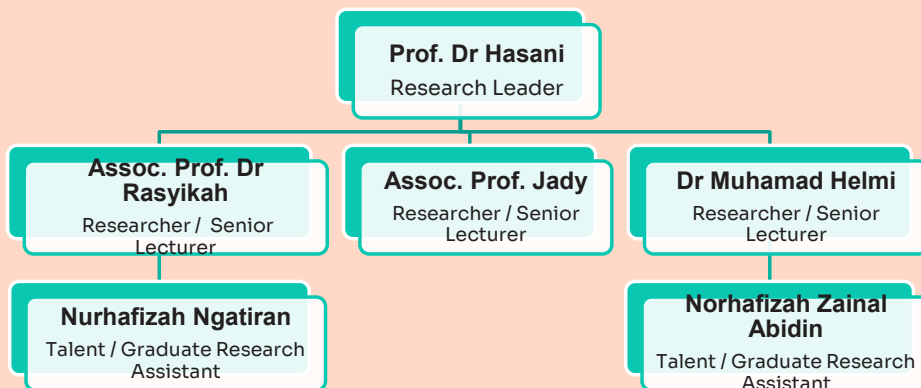 Prof. Dr Hasani
Research Leader
Assoc. Prof. Dr
Rasyikah
Researcher / Senior
Lecturer
Assoc. Prof. Jady
Researcher / Senior
Lecturer
Dr Muhamad Helmi
Researcher / Senior
Lecturer
Nurhafizah Ngatiran
Talent / Graduate Research
Assistant
Norhafizah Zainal
Abidin
Talent / Graduate Research
Assistant